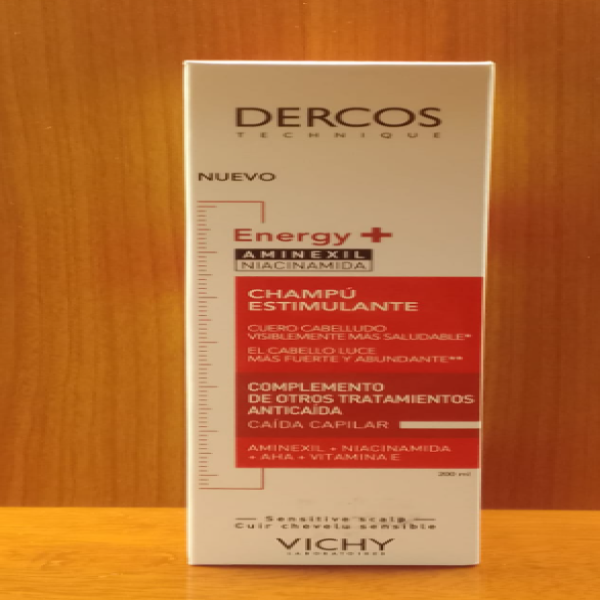 DERCOS
TECHNIQUE
NUEVO
Energy +
AMINEXIL
NIACINAMIDA
CHAMPÚ
ESTIMULANTE
CUERO CABELLUDO
VISIBLEMENTE MÁS SALUDABLE*
EL CABELLO LUCE
MÁS FUERTE Y ABUNDANTE**
COMPLEMENTO
DE OTROS TRATAMIENTOS
ANTICAÍDA
CAÍDA CAPILAR
AMINEXIL + NIACINAMIDA
+ AHA + VITAMINA E
200 ml
Sensitive scalp
Cuir chevelu sensible
VICHY
LABORATOIRES